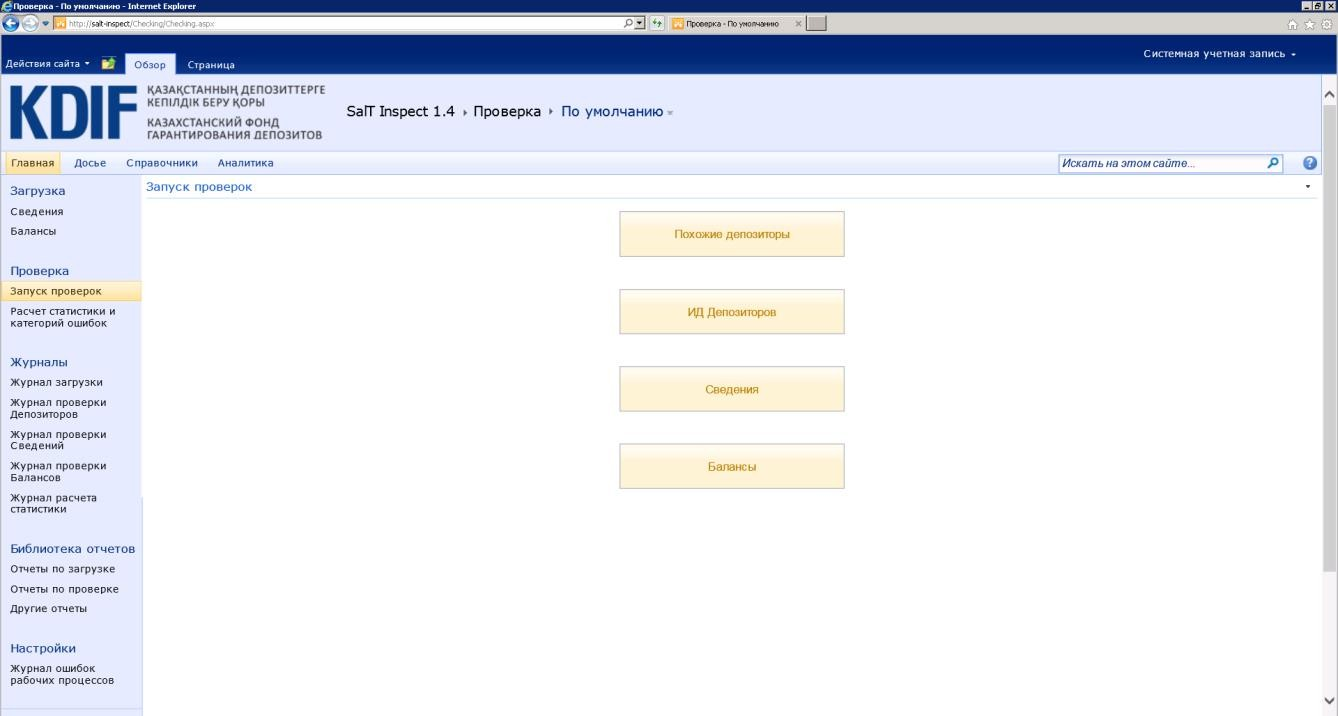 Проверка - По умолчанию - Internet Explorer
http://salt-inspect/Checking/Checking.aspx
Проверка - По умолчанию
Действия сайта
Обзор
Страница
Системная учетная запись
KDIF
ҚАЗАҚСТАННЫҢ ДЕПОЗИТТЕРГЕ
КЕПІЛДІК БЕРУ ҚОРЫ
КАЗАХСТАНСКИЙ ФОНД
ГАРАНТИРОВАНИЯ ДЕПОЗИТОВ
SalT Inspect 1.4 Проверка По умолчанию
Главная
Досье
Справочники
Аналитика
Искать на этом сайте...
Загрузка
Сведения
Балансы
Проверка
Запуск проверок
Расчет статистики и
категорий ошибок
Журналы
Журнал загрузки
Журнал проверки
Депозиторов
Журнал проверки
Сведений
Журнал проверки
Балансов
Журнал расчета
статистики
Библиотека отчетов
Отчеты по загрузке
Отчеты по проверке
Другие отчеты
Настройки
Журнал ошибок
рабочих процессов
Запуск проверок
Похожие депозиторы
ИД Депозиторов
Сведения
Балансы